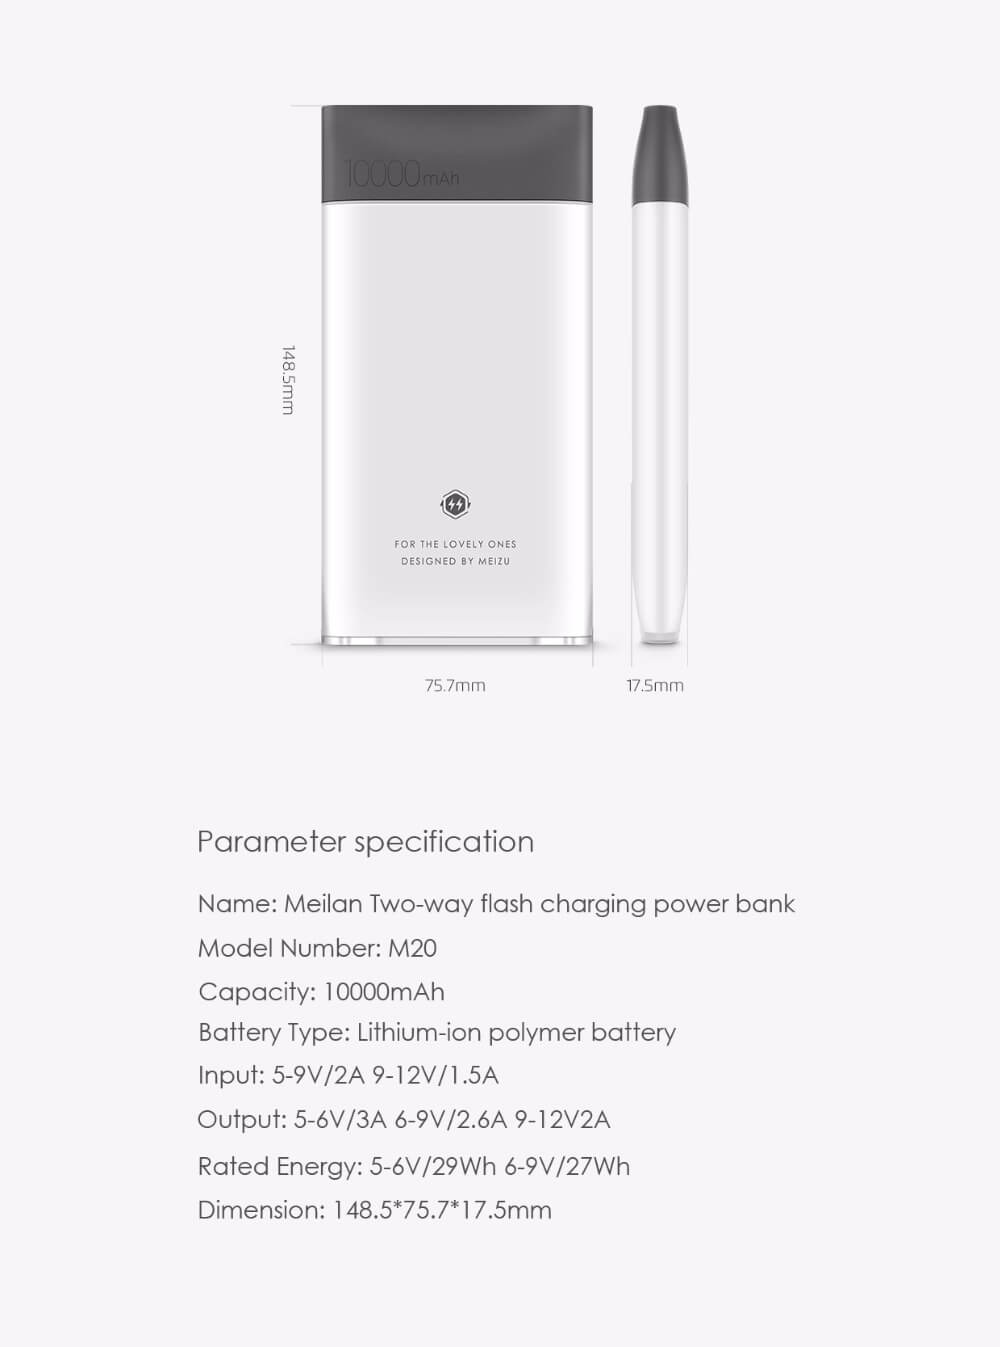 10000mAh
148.5mm
FOR THE LOVELY ONES
DESIGNED BY MEIZU
75.7mm
17.5mm
Parameter specification
Name: Meilan Two-way flash charging power bank
Model Number: M20
Capacity: 10000mAh
Battery Type: Lithium-ion polymer battery
Input: 5-9V/2A 9-12V/1.5A
Output: 5-6V/3A 6-9V/2.6A 9-12V2A
Rated Energy: 5-6V/29Wh 6-9V/27Wh
Dimension: 148.5*75.7*17.5mm